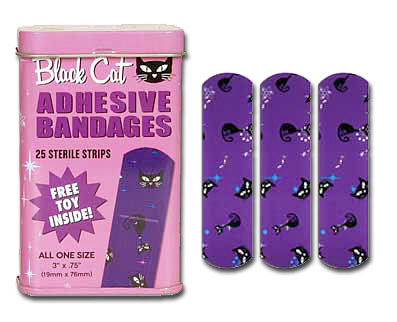 Black Cat
ADHESIVE
BANDAGES
25 STERILE STRIPS
FREE
TOY
INSIDE!
ALL ONE SIZE
3" x .75"
(19mm x 76mm)